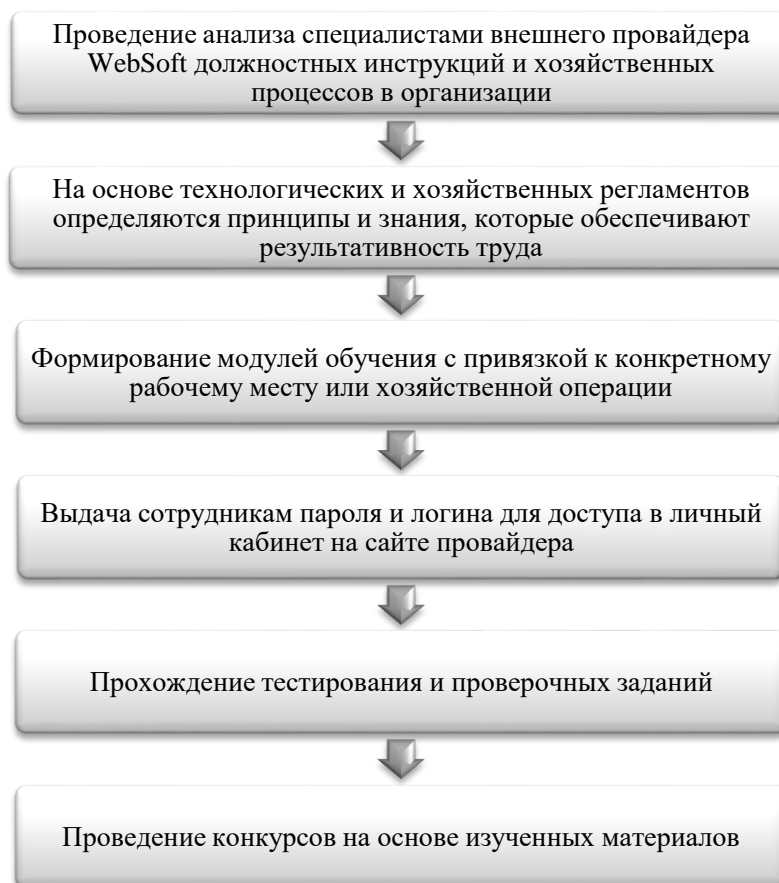 Проведение анализа специалистами внешнего провайдера
WebSoft должностных инструкций и хозяйственных
процессов в организации
На основе технологических и хозяйственных регламентов
определяются принципы и знания, которые обеспечивают
результативность труда
Формирование модулей обучения с привязкой к конкретному
рабочему месту или хозяйственной операции
Выдача сотрудникам пароля и логина для доступа в личный
кабинет на сайте провайдера
Прохождение тестирования и проверочных заданий
Проведение конкурсов на основе изученных материалов